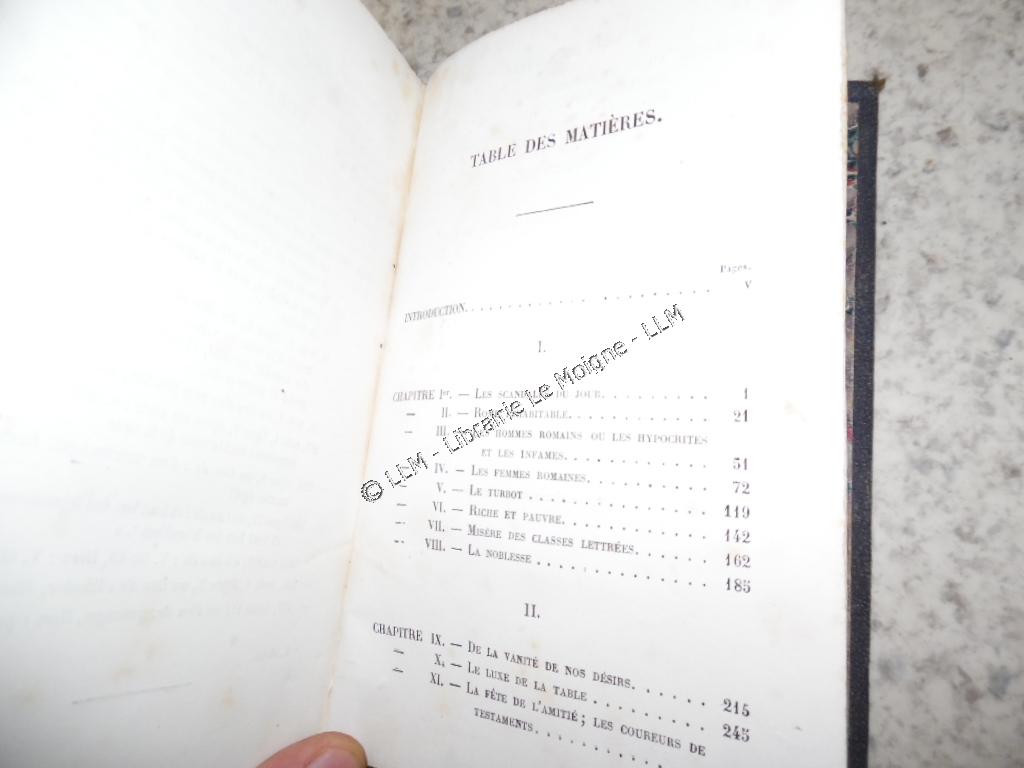 TABLE DES MATIÈRES.
Pages.
INTRODUCTION. . . . . . . . . . . . . . . . . . . . . . V
I.
CHAPITRE Ier. — LES SCANDALES DU JOUR. . . . . . . . . 1
— II. — ROME INHABITABLE. . . . . . . . . . . . 21
— III. HOMMES ROMAINS OU LES HYPOCRITES
ET LES INFAMES. . . . . . . . . . . . 51
— IV. — LES FEMMES ROMAINES. . . . . . . . . . 72
— V. — LE TURBOT . . . . . . . . . . . . . . . 119
— VI. — RICHE ET PAUVRE. . . . . . . . . . . . 142
— VII. — MISÈRE DES CLASSES LETTRÉES. . . . . . 162
— VIII. — LA NOBLESSE . . . . . . . . . . . . . . 185
II.
CHAPITRE IX. — DE LA VANITÉ DE NOS DÉSIRS. . . . . . . 215
— X. — LE LUXE DE LA TABLE . . . . . . . . . . 245
— XI. — LA FÊTE DE L'AMITIÉ ; LES COUREURS DE
TESTAMENTS. . . . . . . . . . . .
© LLM - Librairie Le Moigne - LLM